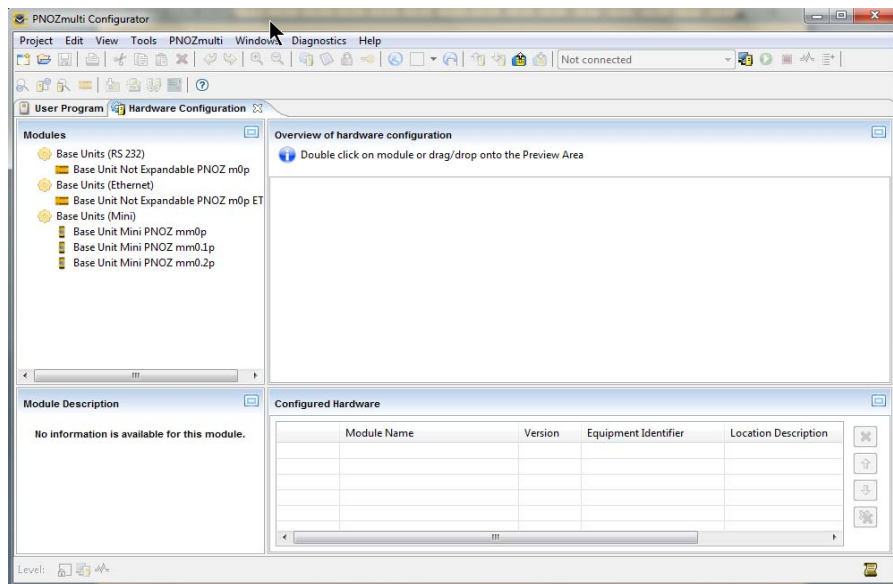 PNOZmulti Configurator
Project Edit View Tools PNOZmulti Windows Diagnostics Help
Not connected
User Program Hardware Configuration
Modules
Base Units (RS 232)
Base Unit Not Expandable PNOZ m0p
Base Units (Ethernet)
Base Unit Not Expandable PNOZ m0p ET
Base Units (Mini)
Base Unit Mini PNOZ mm0p
Base Unit Mini PNOZ mm0.1p
Base Unit Mini PNOZ mm0.2p
Overview of hardware configuration
Double click on module or drag/drop onto the Preview Area
Module Description
No information is available for this module.
Configured Hardware
Module Name Version Equipment Identifier Location Description
Level: